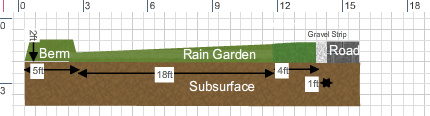 0 3 6 9 12 15 18
0
3
2ft
Gravel Strip
Berm
Rain Garden
Road
5ft
18ft
4ft
1ft
Subsurface